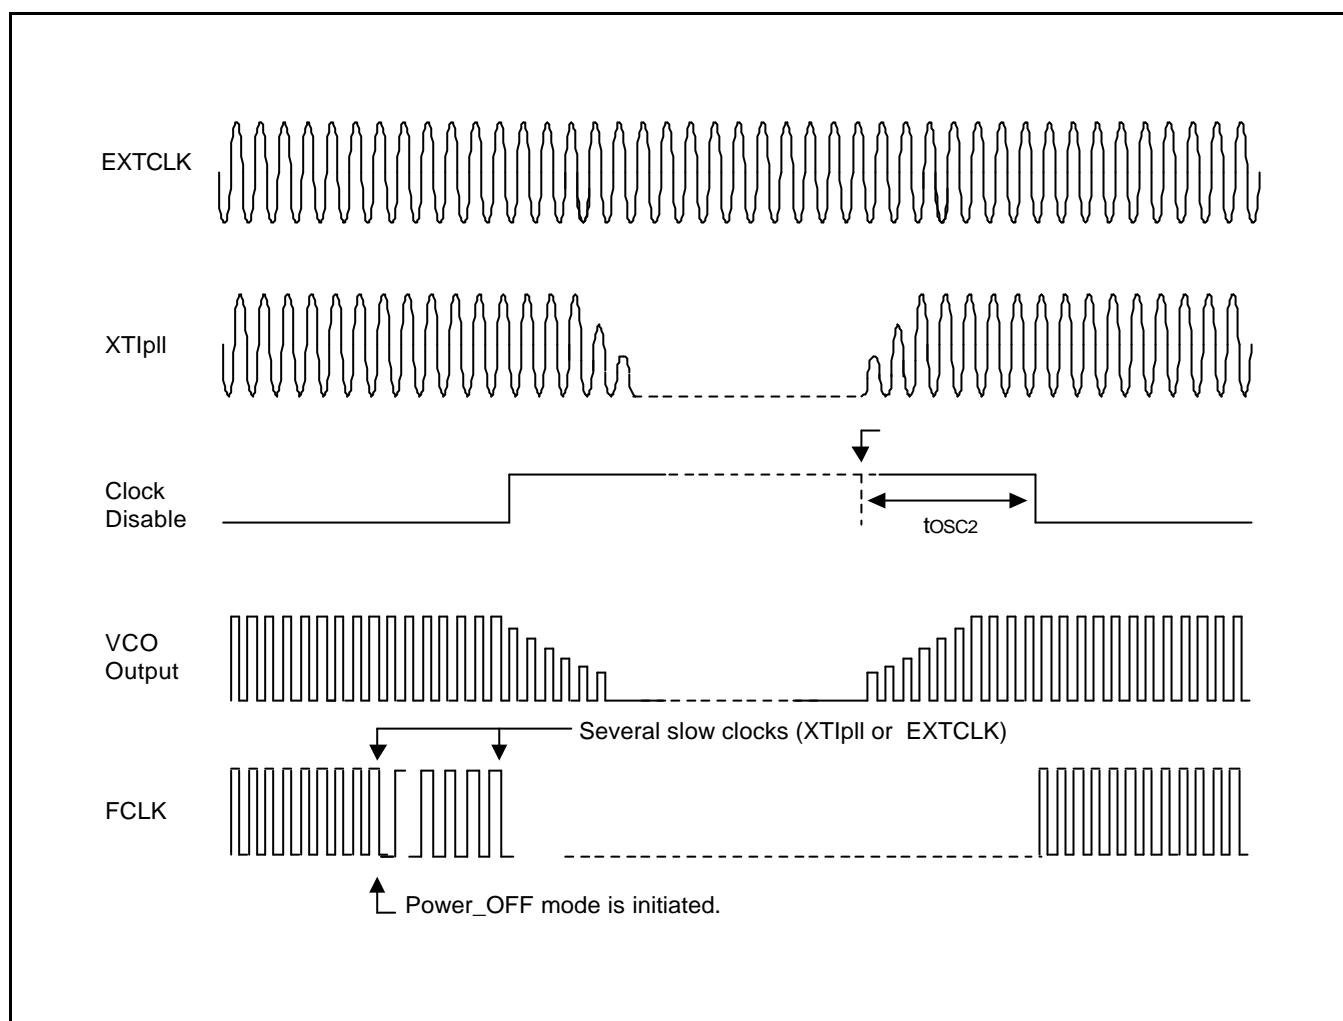 EXTCLK
XTIpll
Clock
Disable
tOSC2
VCO
Output
Several slow clocks (XTIpll or EXTCLK)
FCLK
Power_OFF mode is initiated.